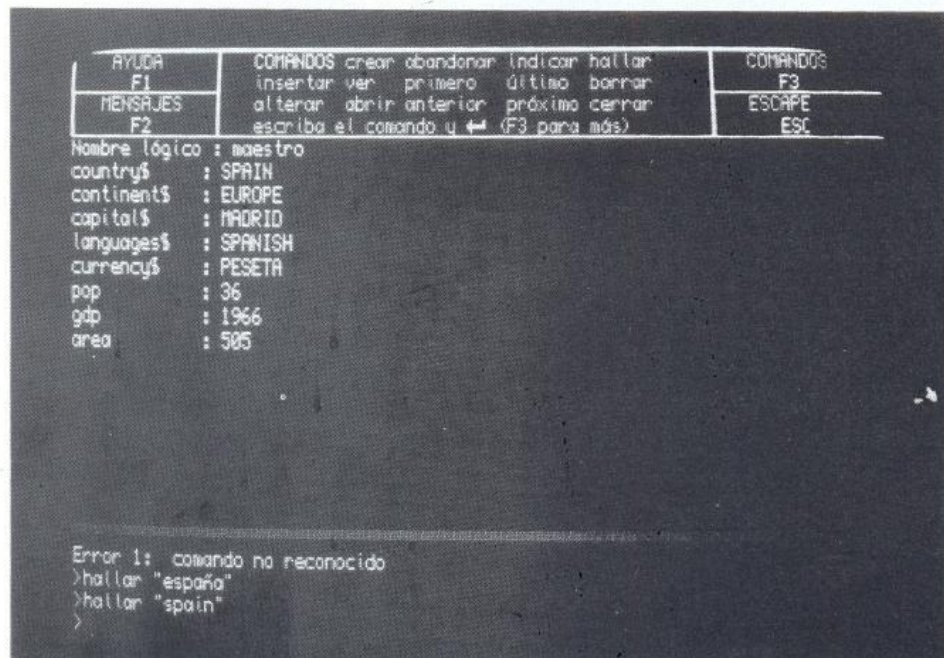 AYUDA COMANDOS crear abandonar indicar hallar COMANDOS
F1 insertar ver primero último borrar F3
MENSAJES alterar abrir anterior próximo cerrar ESCAPE
F2 escriba el comando y ↵ (F3 para más) ESC
Nombre lógico : maestro
country$ : SPAIN
continent$ : EUROPE
capital$ : MADRID
languages$ : SPANISH
currency$ : PESETA
pop : 36
gdp : 1966
area : 505
Error 1: comando no reconocido
>hallar "españa"
>hallar "spain"
>